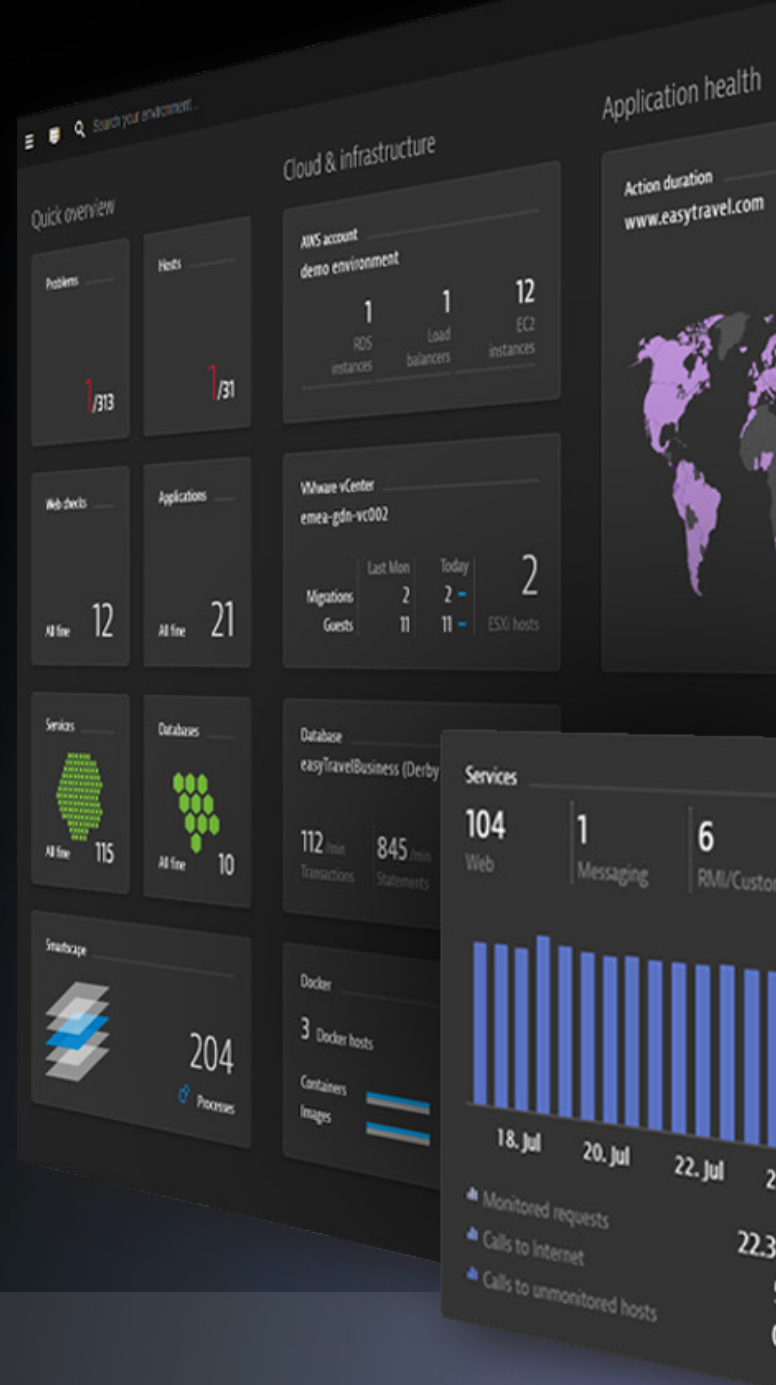 Search your environment...
Quick overview
Problems
1/313
Hosts
1/31
Web checks
All fine 12
Applications
All fine 21
Services
All fine 115
Databases
All fine 10
Smartscape
204
Processes
Cloud & infrastructure
AWS account
demo environment
1 1 12
RDS instances
Load balancers
EC2 instances
VMware vCenter
emea-gdn-vc002
Last Mon Today
Migrations 2 2
Guests 11 11
2
ESXi hosts
Database
easyTravelBusiness (Derby
112 /min
Transactions
845 /min
Statements
Docker
3 Docker hosts
Containers
Images
Application health
Action duration
www.easytravel.com
Services
104
Web
1
Messaging
6
RMI/Custo
18. Jul 20. Jul 22. Jul 2
Monitored requests 22.3
Calls to Internet
Calls to unmonitored hosts